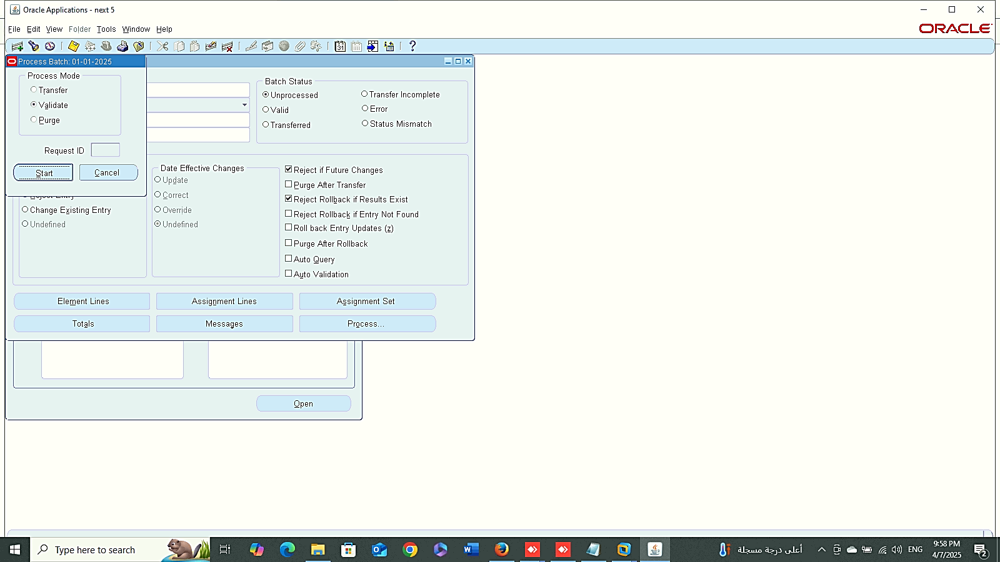 Oracle Applications - next 5
File Edit View Folder Tools Window Help
ORACLE
31
?
Process Batch: 01-01-2025
Process Mode
Transfer
Validate
Purge
Request ID
Start Cancel
Batch Status
Unprocessed
Valid
Transferred
Transfer Incomplete
Error
Status Mismatch
Reject Entry
Change Existing Entry
Undefined
Date Effective Changes
Update
Correct
Override
Undefined
Reject if Future Changes
Purge After Transfer
Reject Rollback if Results Exist
Reject Rollback if Entry Not Found
Roll back Entry Updates (z)
Purge After Rollback
Auto Query
Auto Validation
Element Lines Assignment Lines Assignment Set
Totals Messages Process...
Open
Type here to search
أعلى درجة مسجلة
ENG
9:58 PM
4/7/2025
2